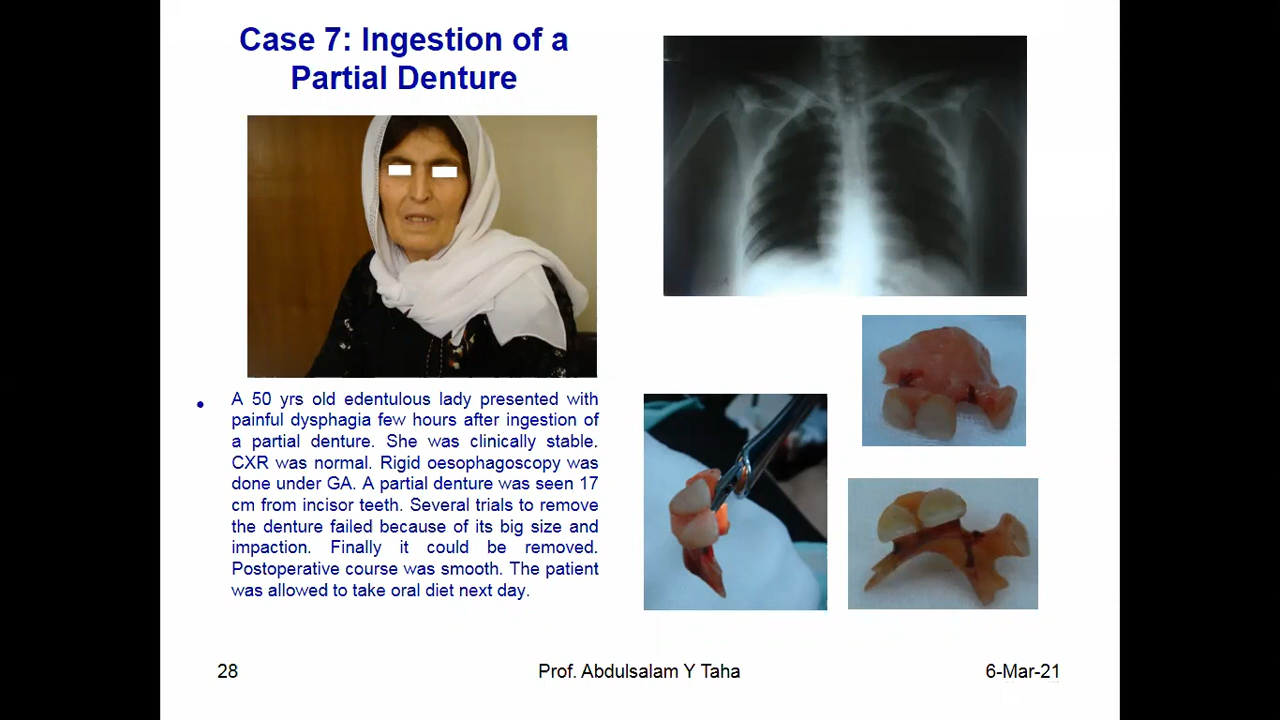 Case 7: Ingestion of a
Partial Denture
• A 50 yrs old edentulous lady presented with
painful dysphagia few hours after ingestion of
a partial denture. She was clinically stable.
CXR was normal. Rigid oesophagoscopy was
done under GA. A partial denture was seen 17
cm from incisor teeth. Several trials to remove
the denture failed because of its big size and
impaction. Finally it could be removed.
Postoperative course was smooth. The patient
was allowed to take oral diet next day.
28
Prof. Abdulsalam Y Taha
6-Mar-21